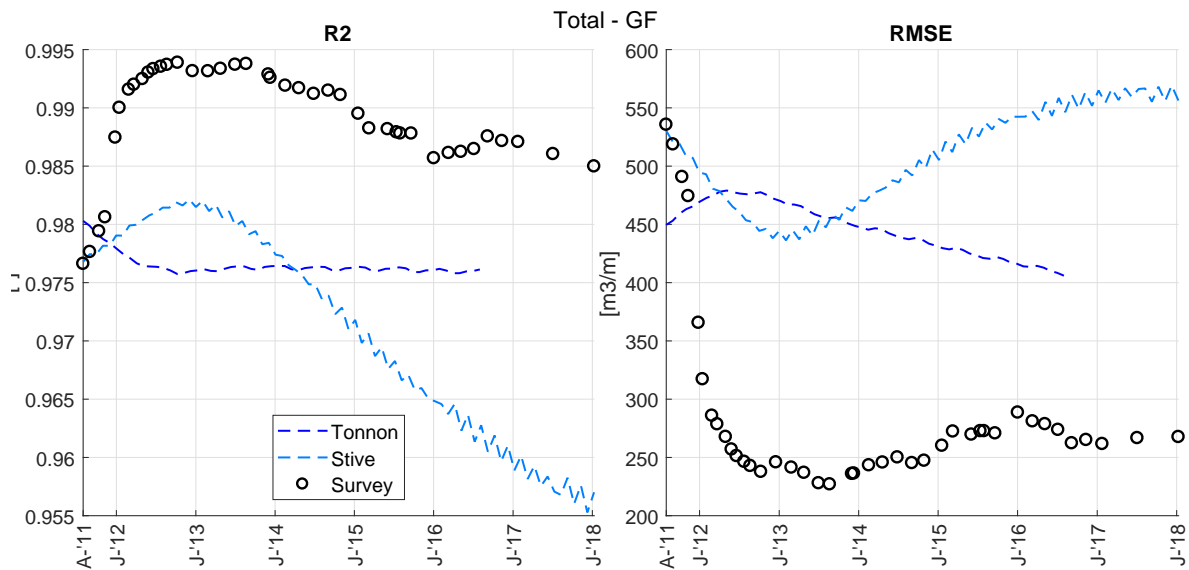 Total - GF
R2
0.995
0.99
0.985
0.98
0.975
0.97
0.965
0.96
0.955
Tonnon
Stive
Survey
A-'11
J-'12
J-'13
J-'14
J-'15
J-'16
J-'17
J-'18
RMSE
[m3/m]
600
550
500
450
400
350
300
250
200
A-'11
J-'12
J-'13
J-'14
J-'15
J-'16
J-'17
J-'18